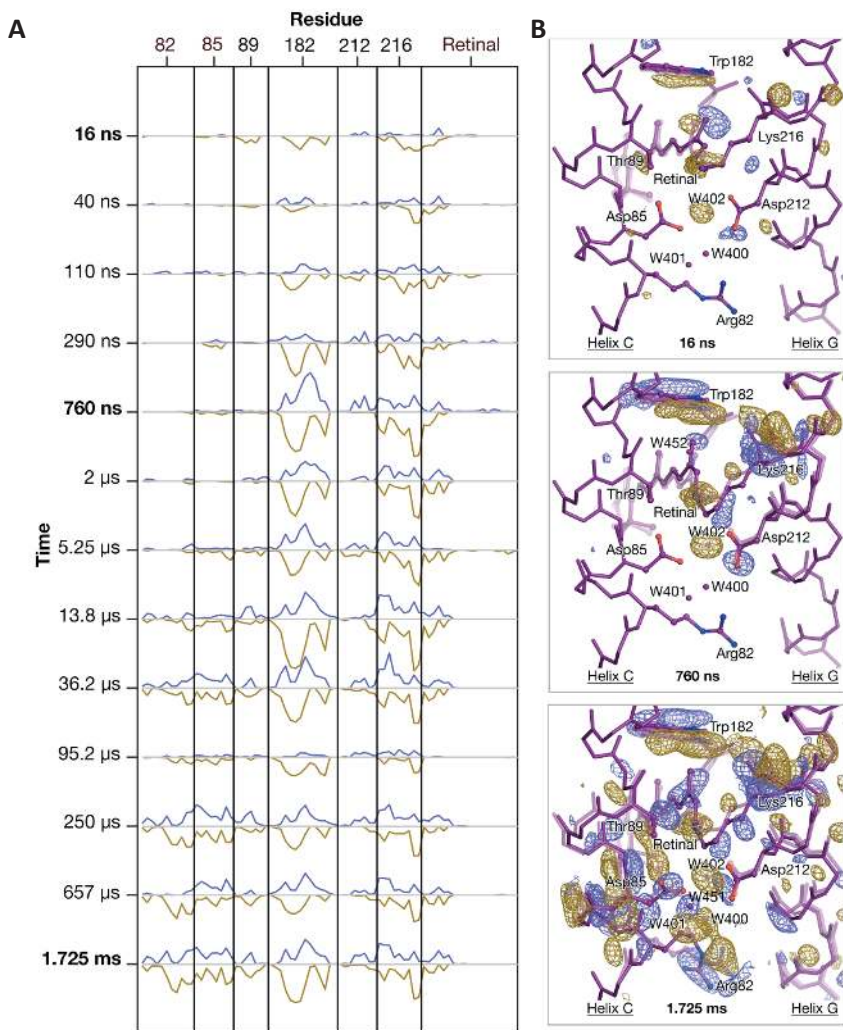 A
Residue
82 85 89 182 212 216 Retinal
Time
16 ns
40 ns
110 ns
290 ns
760 ns
2 µs
5.25 µs
13.8 µs
36.2 µs
95.2 µs
250 µs
657 µs
1.725 ms
B
Trp182
Lys216
Thr89
Retinal
W402
Asp212
Asp85
W401
W400
Arg82
Helix C
16 ns
Helix G
Trp182
W452
Lys216
Thr89
Retinal
W402
Asp212
Asp85
W401
W400
Arg82
Helix C
760 ns
Helix G
Trp182
Lys216
Thr89
Retinal
W402
Asp212
Asp85
W451
W401
W400
Arg82
Helix C
1.725 ms
Helix G